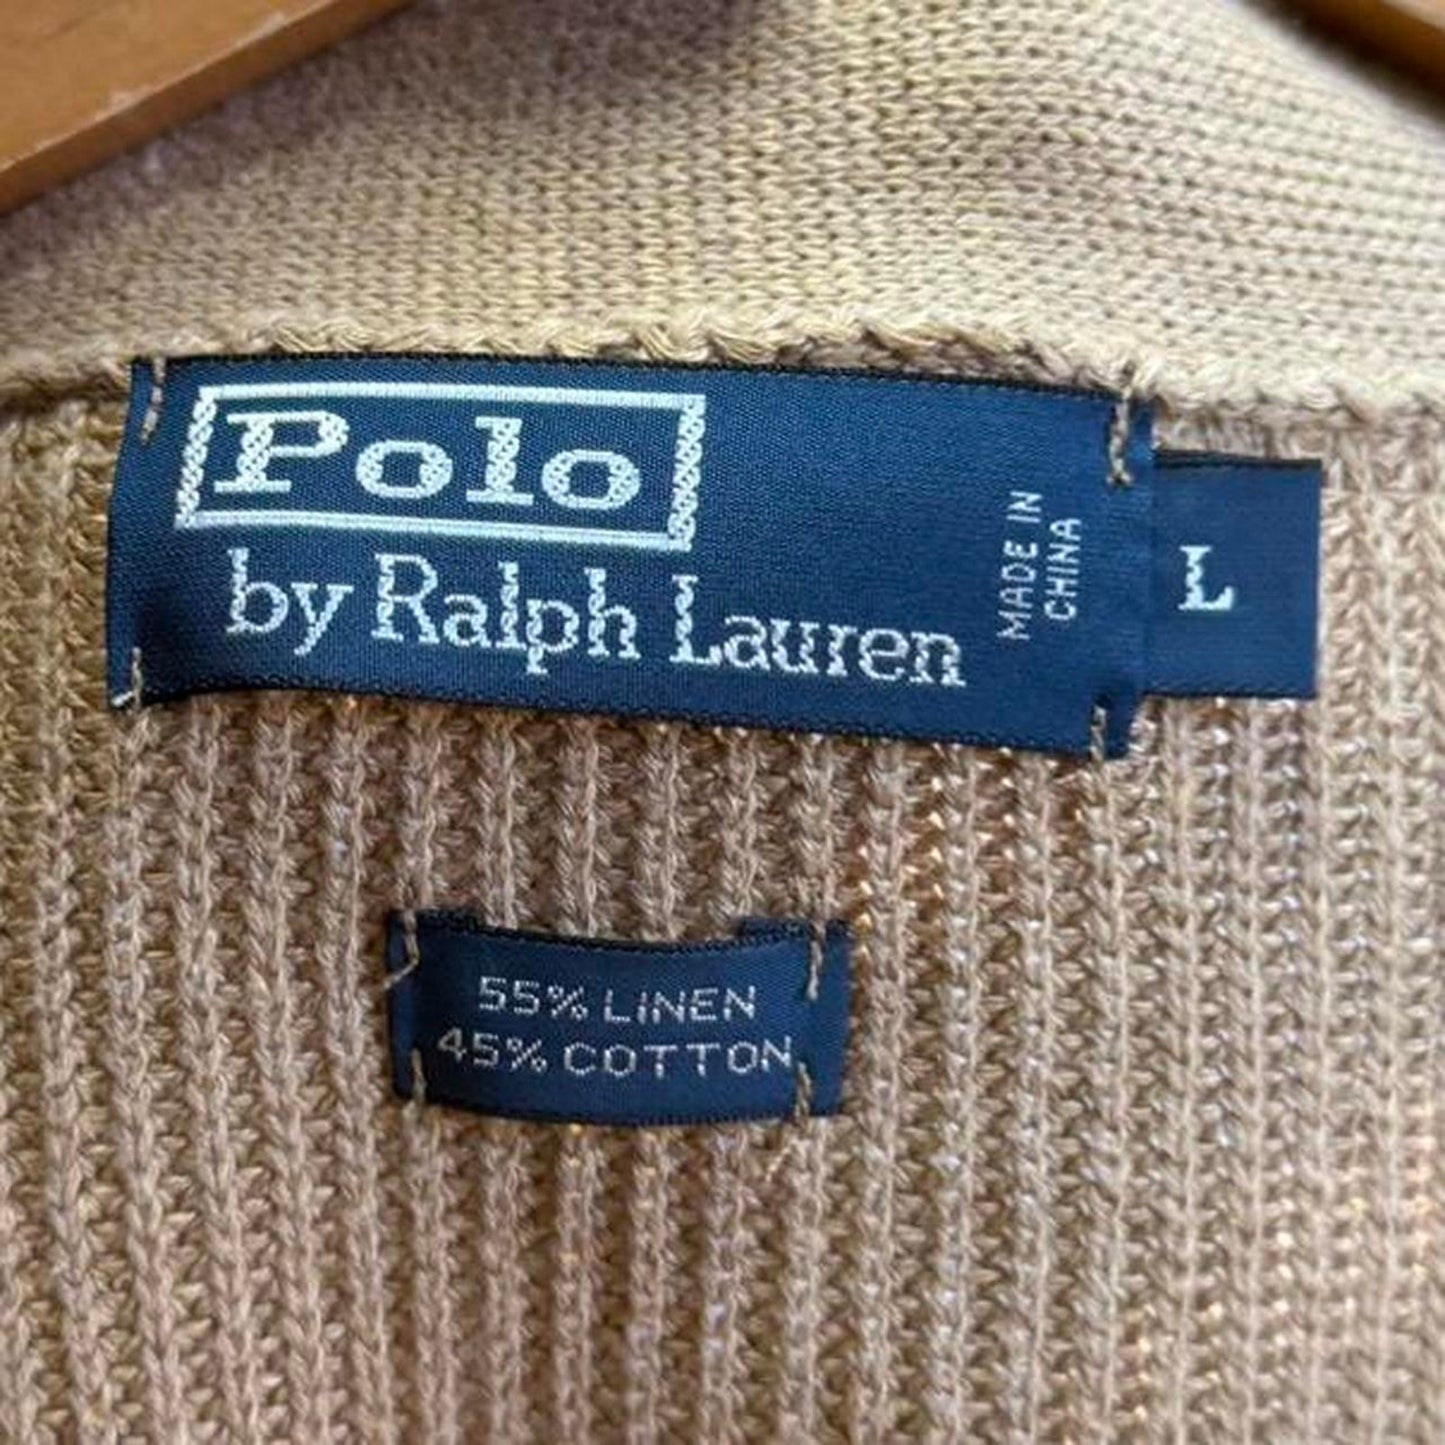 Polo
by Ralph Lauren
MADE IN
CHINA
L
55% LINEN
45% COTTON